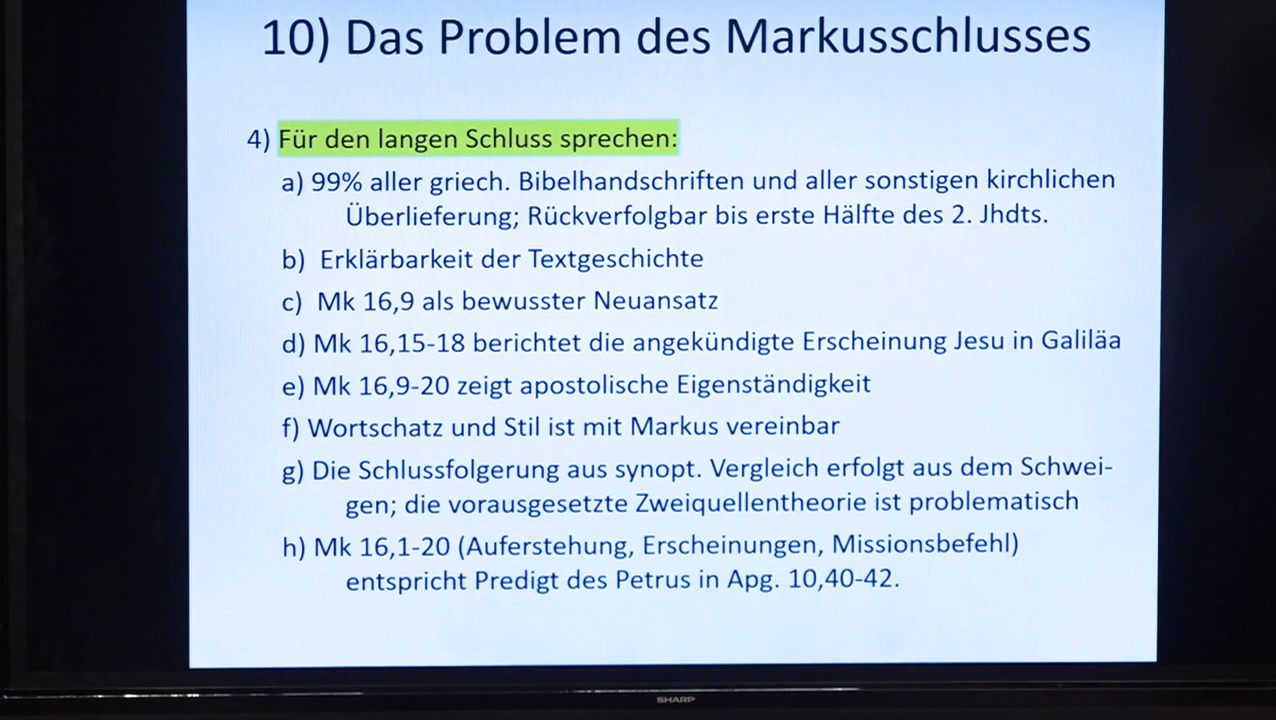 10) Das Problem des Markusschlusses
4) Für den langen Schluss sprechen:
a) 99% aller griech. Bibelhandschriften und aller sonstigen kirchlichen
Überlieferung; Rückverfolgbar bis erste Hälfte des 2. Jhdts.
b) Erklärbarkeit der Textgeschichte
c) Mk 16,9 als bewusster Neuansatz
d) Mk 16,15-18 berichtet die angekündigte Erscheinung Jesu in Galiläa
e) Mk 16,9-20 zeigt apostolische Eigenständigkeit
f) Wortschatz und Stil ist mit Markus vereinbar
g) Die Schlussfolgerung aus synopt. Vergleich erfolgt aus dem Schwei-
gen; die vorausgesetzte Zweiquellentheorie ist problematisch
h) Mk 16,1-20 (Auferstehung, Erscheinungen, Missionsbefehl)
entspricht Predigt des Petrus in Apg. 10,40-42.
SHARP